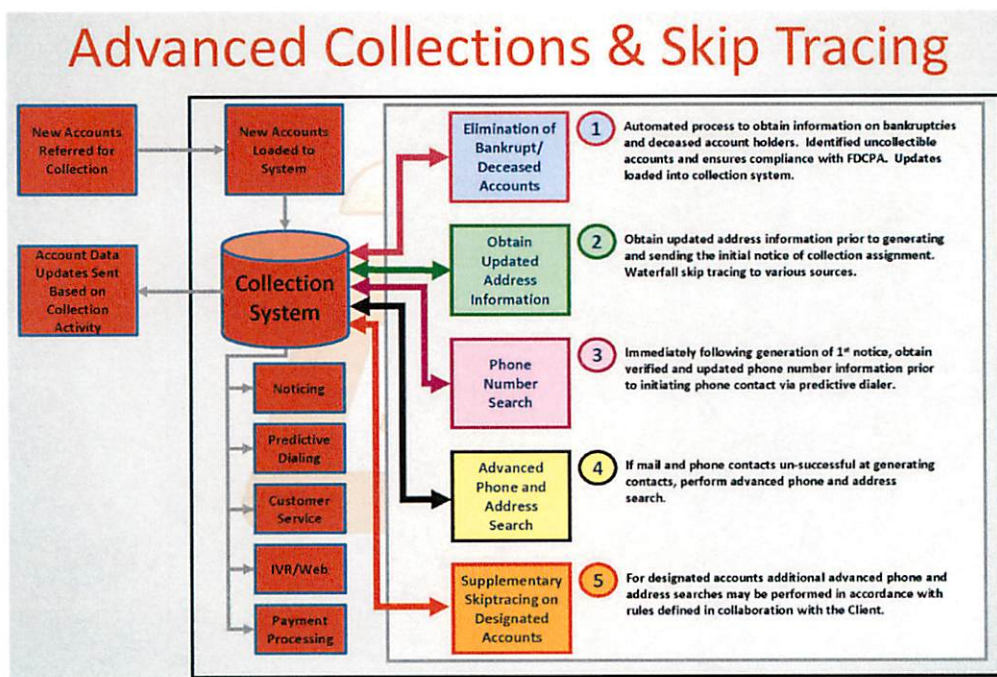 Advanced Collections & Skip Tracing
New Accounts
Referred for
Collection
New Accounts
Loaded to
System
Account Data
Updates Sent
Based on
Collection
Activity
Collection
System
Noticing
Predictive
Dialing
Customer
Service
IVR/Web
Payment
Processing
Elimination of
Bankrupt/
Deceased
Accounts
1
Automated process to obtain information on bankruptcies
and deceased account holders. Identified uncollectible
accounts and ensures compliance with FDCPA. Updates
loaded into collection system.
Obtain
Updated
Address
Information
2
Obtain updated address information prior to generating
and sending the initial notice of collection assignment.
Waterfall skip tracing to various sources.
Phone
Number
Search
3
Immediately following generation of 1st notice, obtain
verified and updated phone number information prior
to initiating phone contact via predictive dialer.
Advanced
Phone and
Address
Search
4
If mail and phone contacts un-successful at generating
contacts, perform advanced phone and address
search.
Supplementary
Skiptracing on
Designated
Accounts
5
For designated accounts additional advanced phone and
address searches may be performed in accordance with
rules defined in collaboration with the Client.